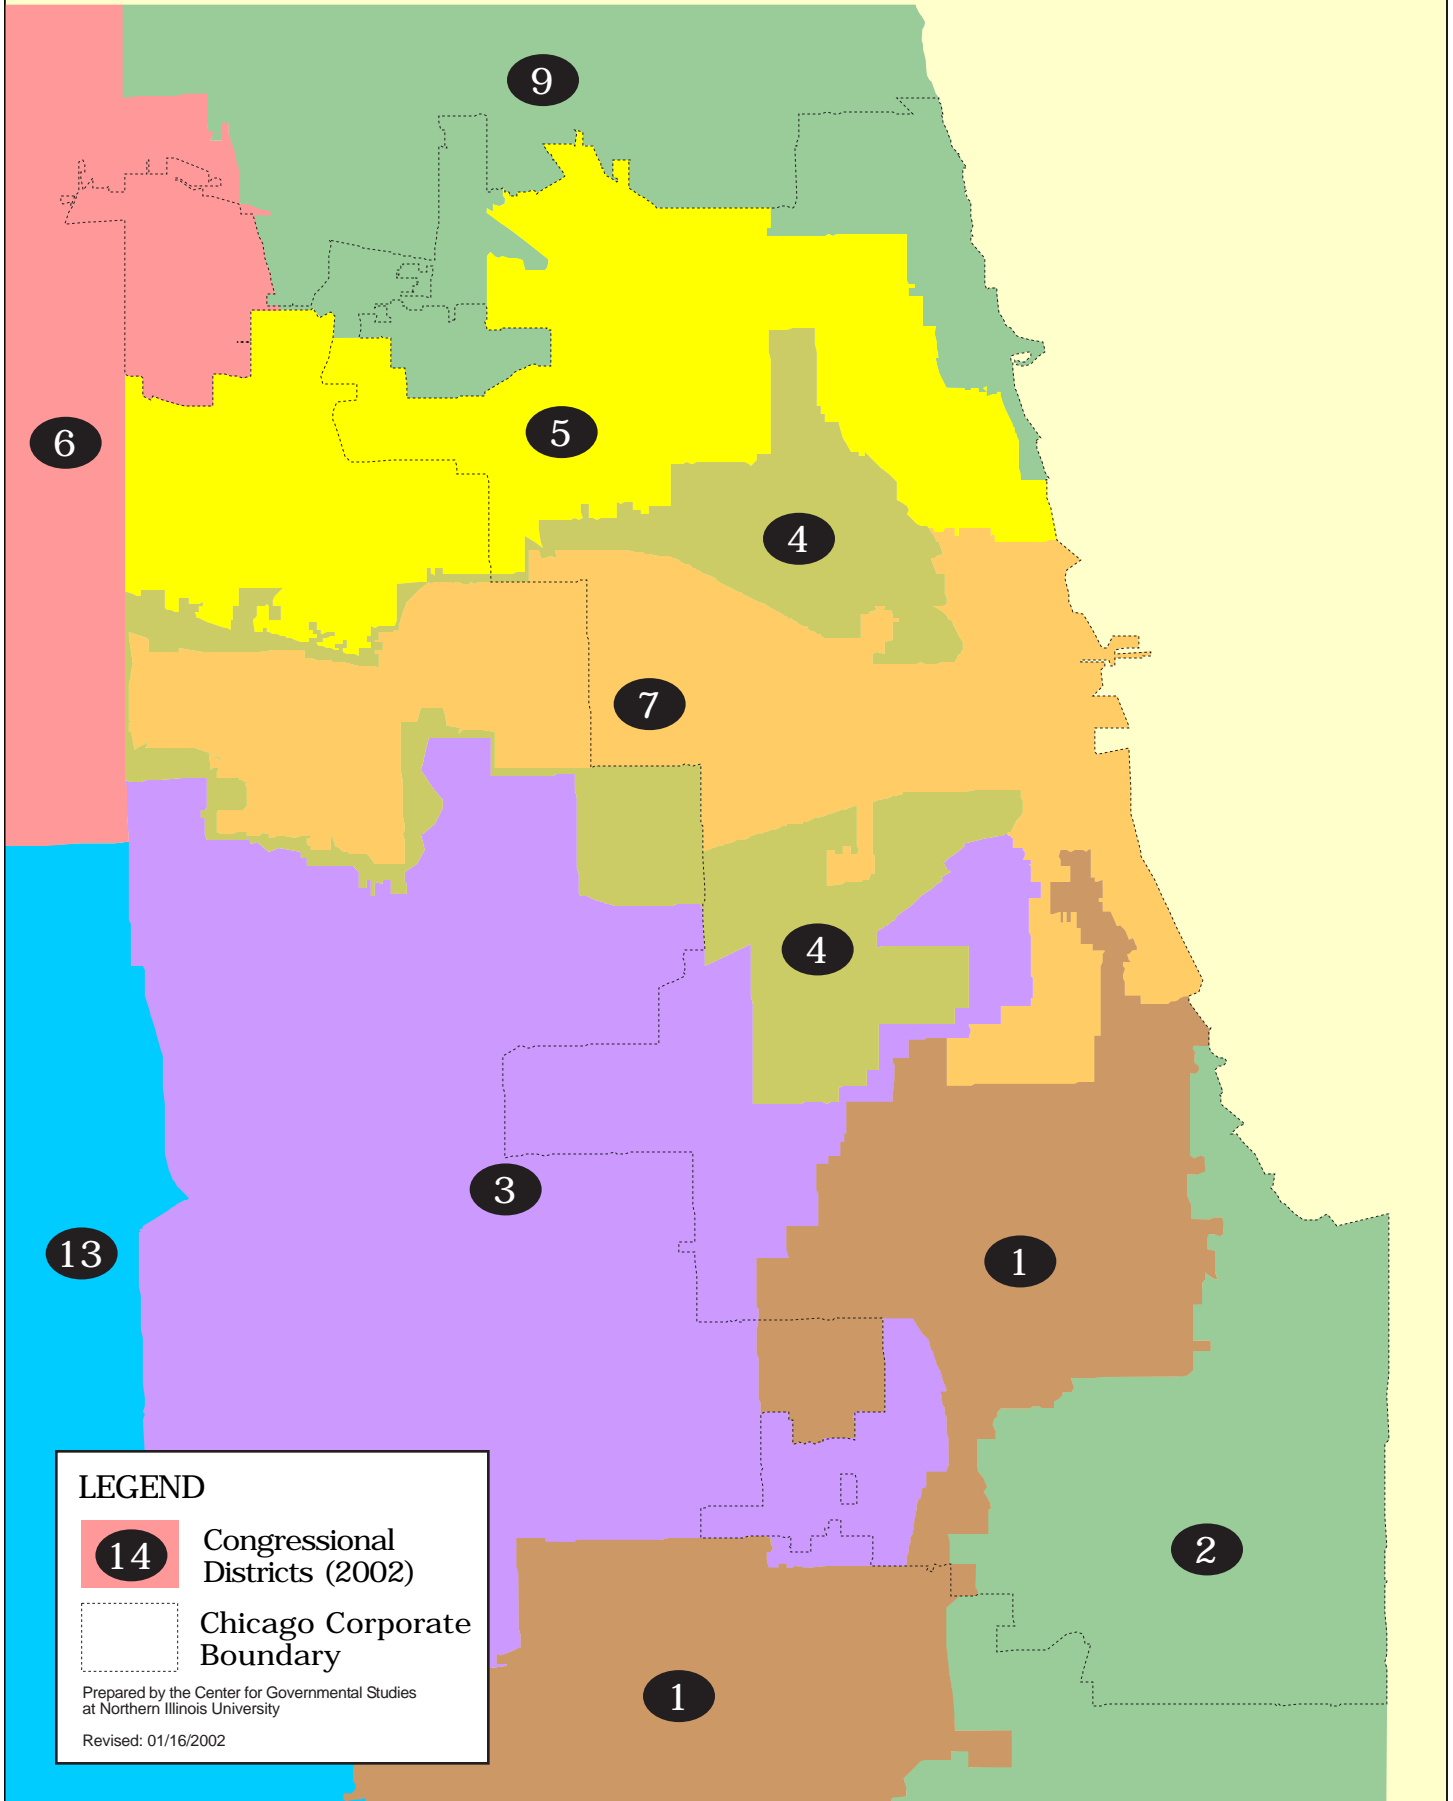 9
6
5
4
7
4
3
13
1
LEGEND
14
Congressional
Districts (2002)
Chicago Corporate
Boundary
Prepared by the Center for Governmental Studies
at Northern Illinois University
Revised: 01/16/2002
2
1